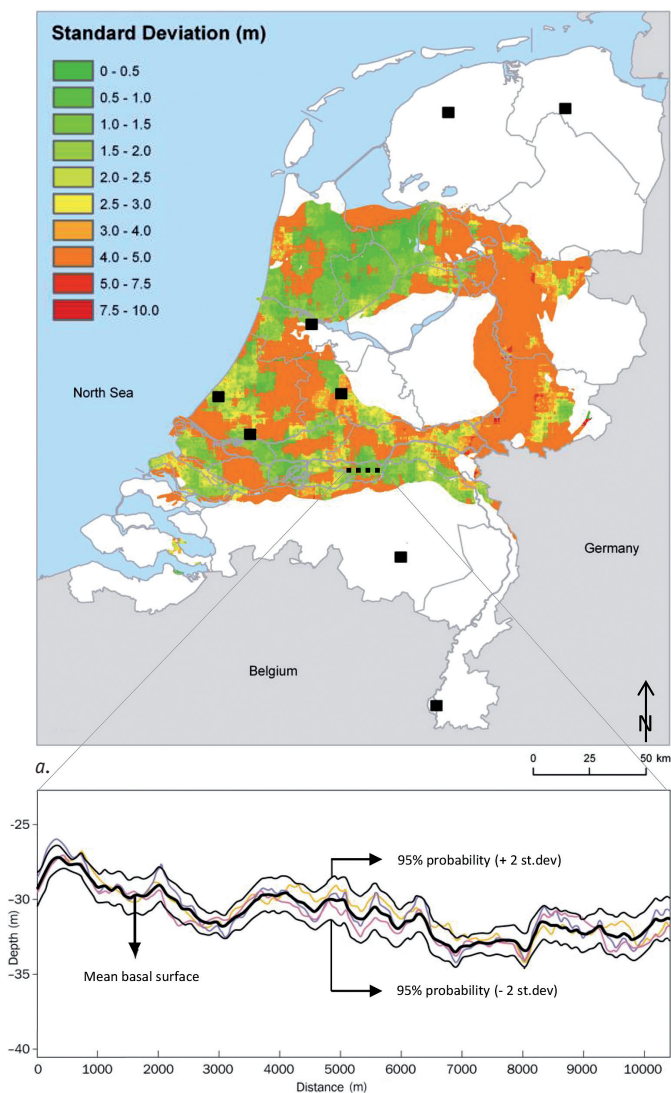 Standard Deviation (m)
0 - 0.5
0.5 - 1.0
1.0 - 1.5
1.5 - 2.0
2.0 - 2.5
2.5 - 3.0
3.0 - 4.0
4.0 - 5.0
5.0 - 7.5
7.5 - 10.0
North Sea
Germany
Belgium
N
a.
0 25 50 km
-25
95% probability (+ 2 st.dev)
-30
Depth (m)
-35
Mean basal surface
95% probability (- 2 st.dev)
-40
0 1000 2000 3000 4000 5000 6000 7000 8000 9000 10000
Distance (m)